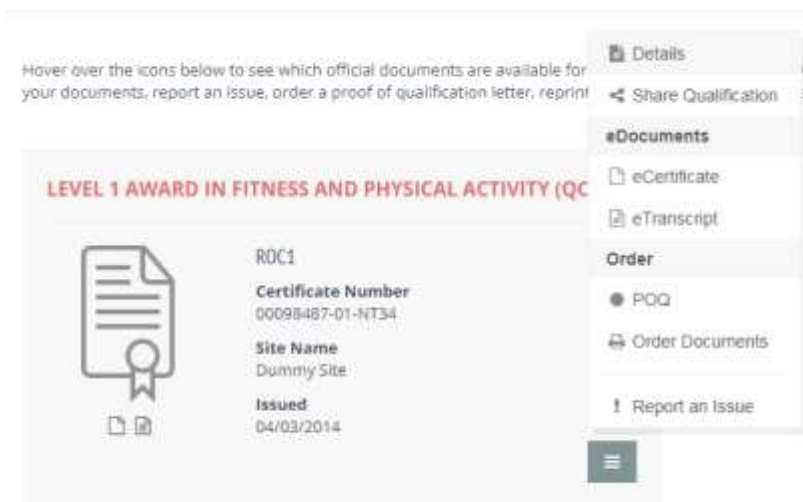 Hover over the icons below to see which official documents are available for
your documents, report an issue, order a proof of qualification letter, reprint
LEVEL 1 AWARD IN FITNESS AND PHYSICAL ACTIVITY (QC
ROC1
Certificate Number
00098487-01-NT34
Site Name
Dummy Site
Issued
04/03/2014
Details
Share Qualification
eDocuments
eCertificate
eTranscript
Order
POQ
Order Documents
Report an Issue